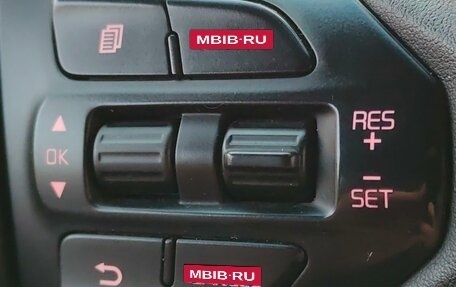 MBIB-RU
RES
+
OK
−
SET
MBIB-RU